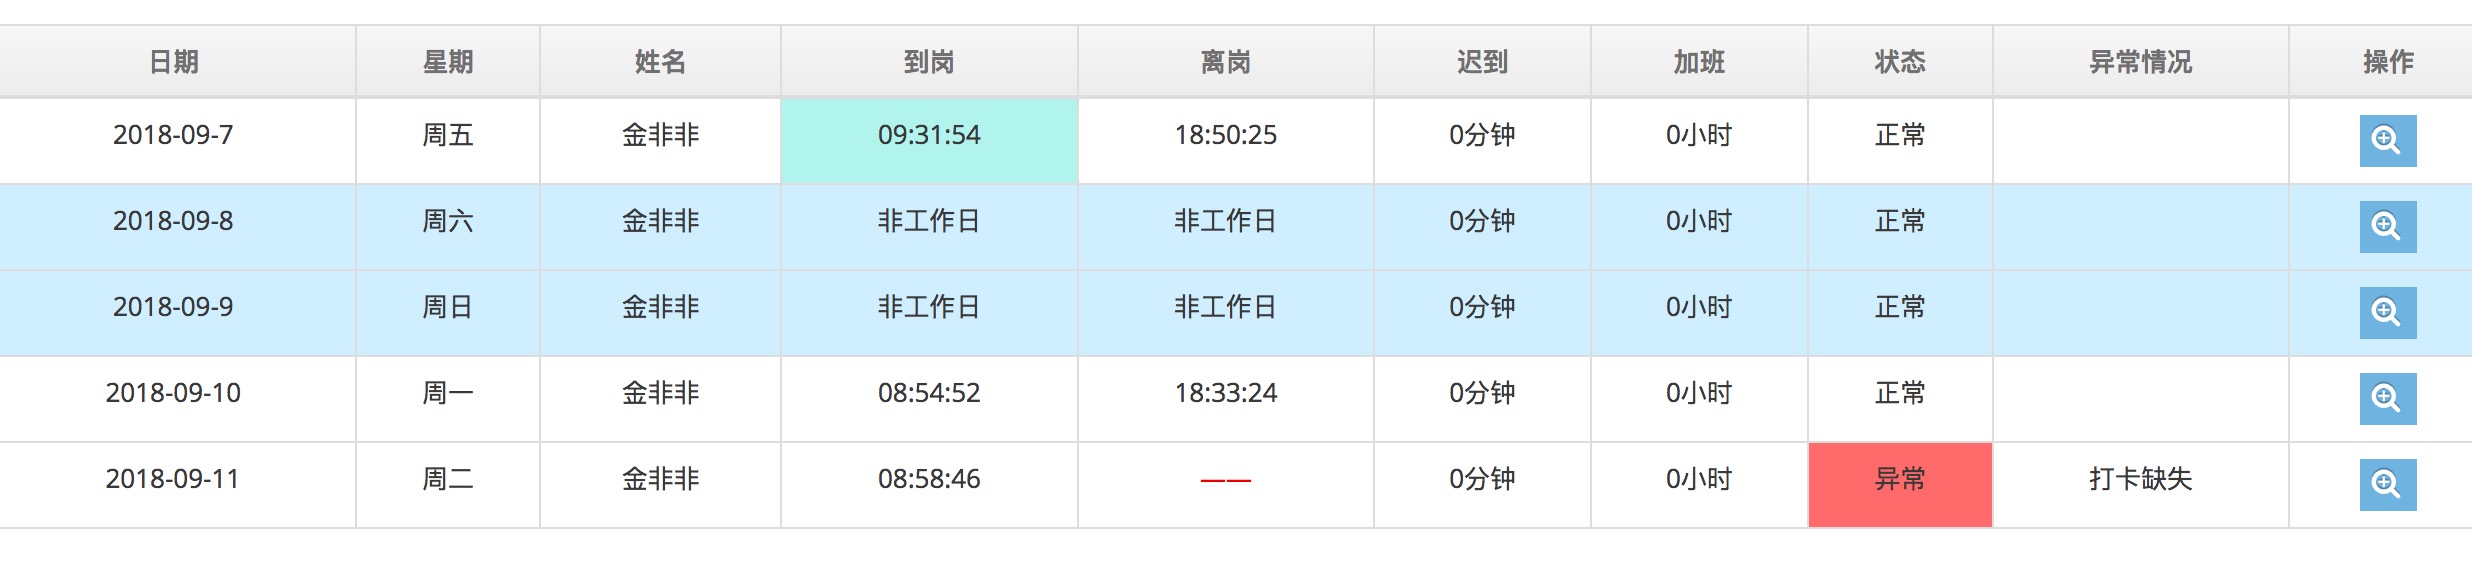 日期 星期 姓名 到岗 离岗 迟到 加班 状态 异常情况 操作
2018-09-7 周五 金非非 09:31:54 18:50:25 0分钟 0小时 正常
2018-09-8 周六 金非非 非工作日 非工作日 0分钟 0小时 正常
2018-09-9 周日 金非非 非工作日 非工作日 0分钟 0小时 正常
2018-09-10 周一 金非非 08:54:52 18:33:24 0分钟 0小时 正常
2018-09-11 周二 金非非 08:58:46 —— 0分钟 0小时 异常 打卡缺失